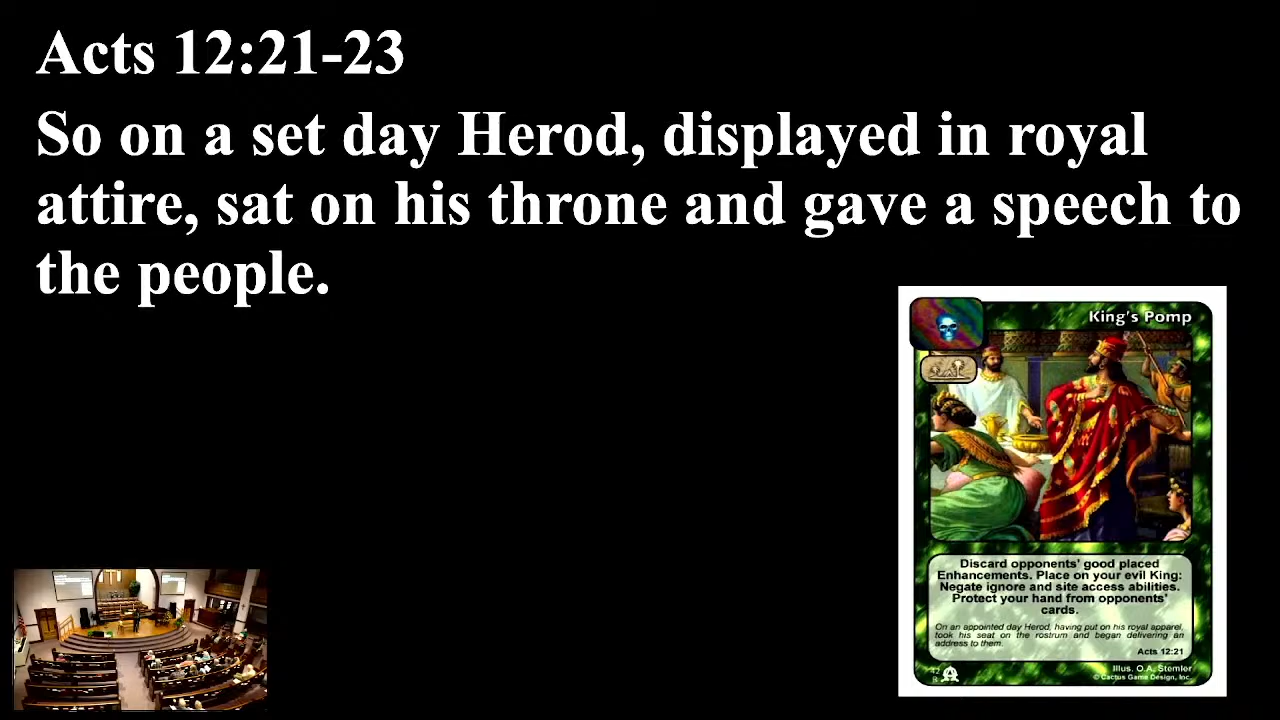 Acts 12:21-23
So on a set day Herod, displayed in royal
attire, sat on his throne and gave a speech to
the people.
King's Pomp
Discard opponents' good placed
Enhancements. Place on your evil King:
Negate ignore and site access abilities.
Protect your hand from opponents'
cards.
On an appointed day Herod, having put on his royal apparel,
took his seat on the rostrum and began delivering an
address to them.
Acts 12:21
Illus. O.A. Stemler
© Cactus Game Design, Inc.